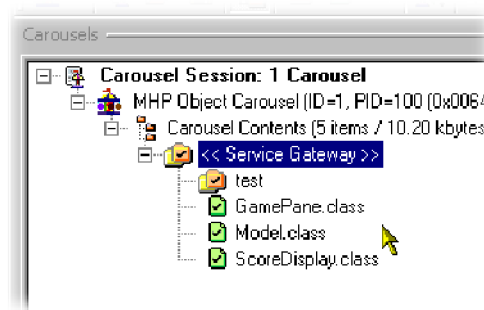 Carousels
Carousel Session: 1 Carousel
MHP Object Carousel (ID=1, PID=100 (0x0064
Carousel Contents (5 items / 10.20 kbytes
<< Service Gateway >>
test
GamePane.class
Model.class
ScoreDisplay.class